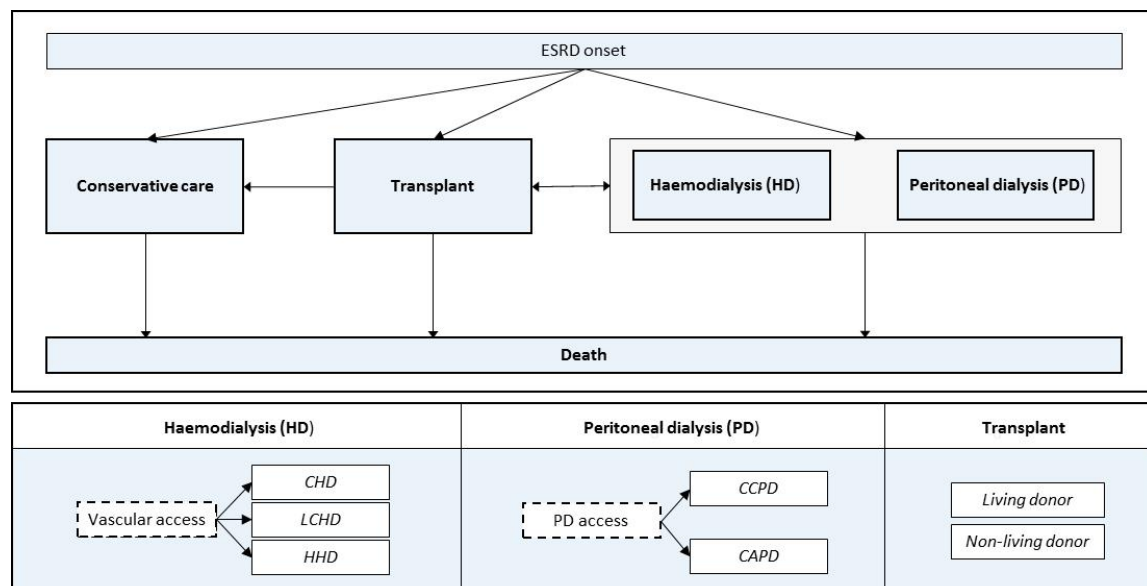 ESRD onset
Conservative care
Transplant
Haemodialysis (HD)
Peritoneal dialysis (PD)
Death
Haemodialysis (HD)
Peritoneal dialysis (PD)
Transplant
Vascular access
CHD
LCHD
HHD
PD access
CCPD
CAPD
Living donor
Non-living donor